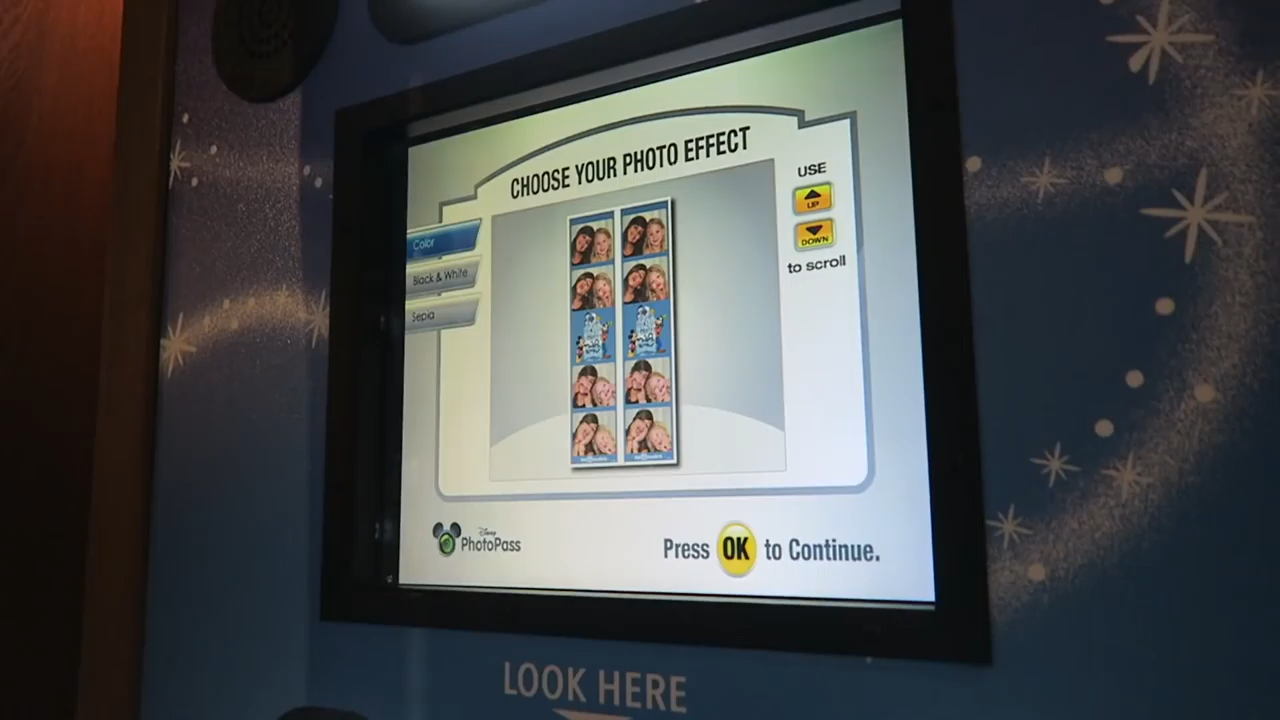 CHOOSE YOUR PHOTO EFFECT
Color
Black & White
Sepia
USE
UP
DOWN
to scroll
Disney
PhotoPass
Press OK to Continue.
LOOK HERE